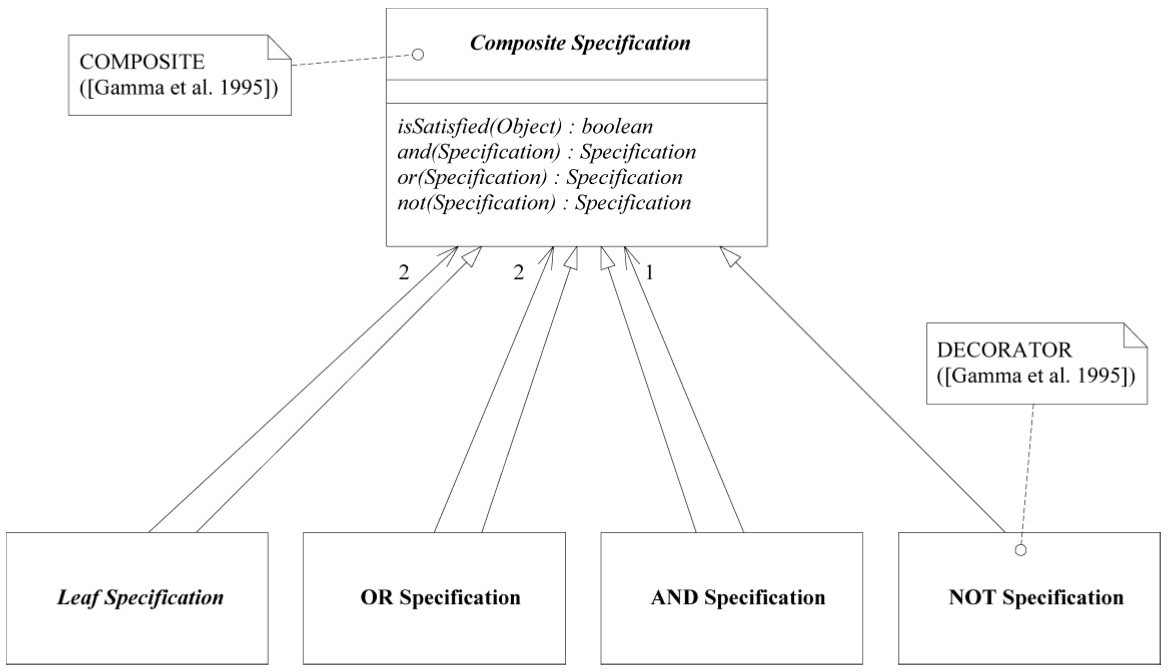 Composite Specification
COMPOSITE
([Gamma et al. 1995])
isSatisfied(Object) : boolean
and(Specification) : Specification
or(Specification) : Specification
not(Specification) : Specification
2
2
1
DECORATOR
([Gamma et al. 1995])
Leaf Specification
OR Specification
AND Specification
NOT Specification